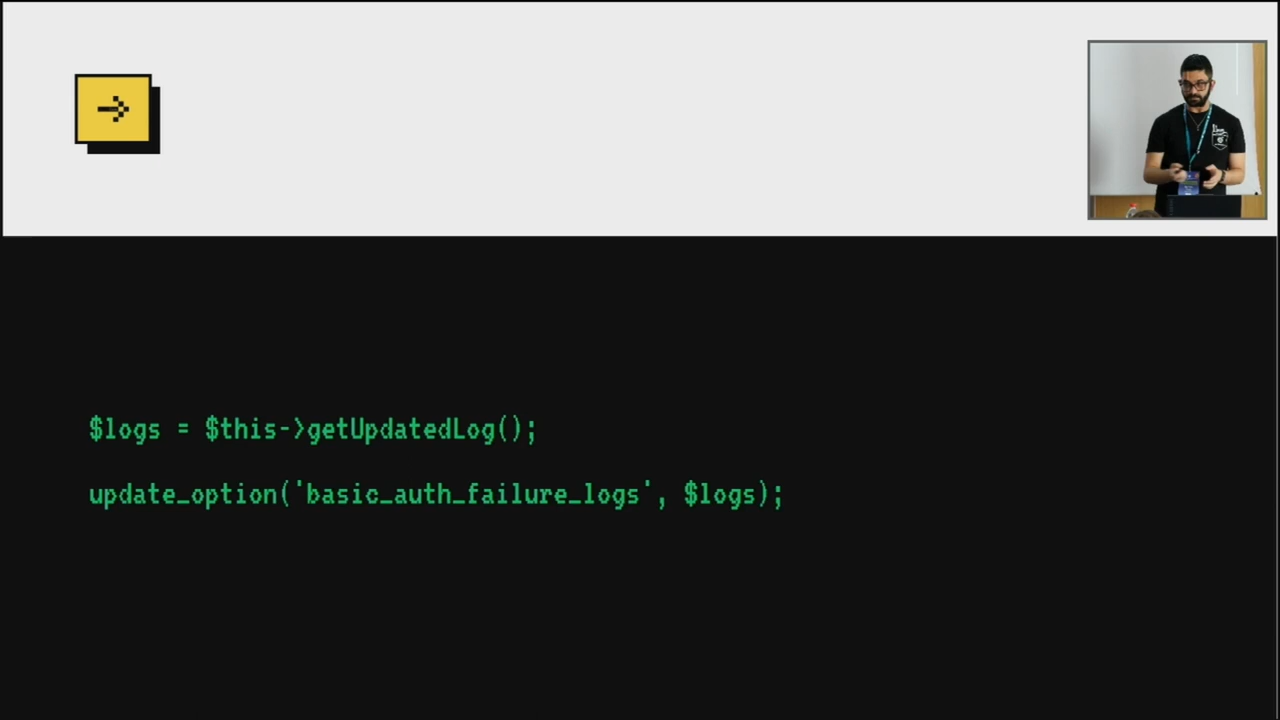 $logs = $this->getUpdatedLog();
update_option('basic_auth_failure_logs', $logs);